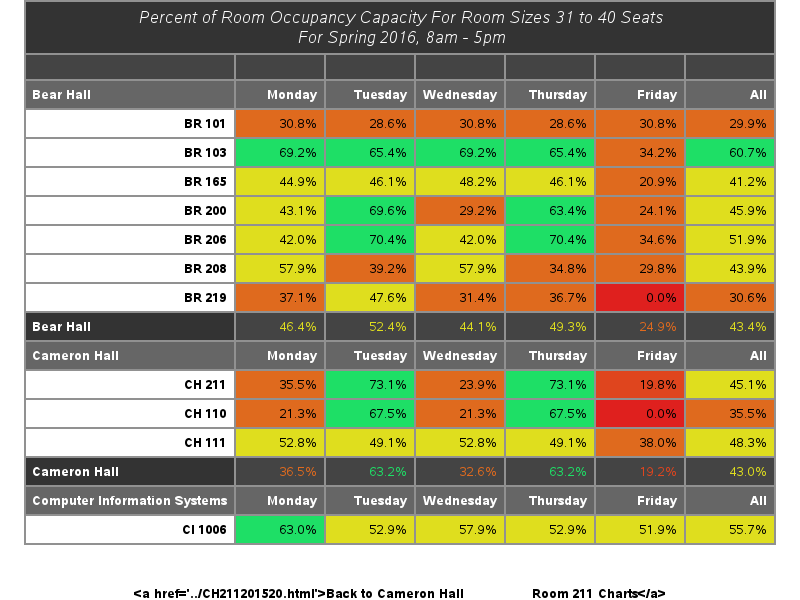 Percent of Room Occupancy Capacity For Room Sizes 31 to 40 Seats
For Spring 2016, 8am - 5pm
Bear Hall Monday Tuesday Wednesday Thursday Friday All
BR 101 30.8% 28.6% 30.8% 28.6% 30.8% 29.9%
BR 103 69.2% 65.4% 69.2% 65.4% 34.2% 60.7%
BR 165 44.9% 46.1% 48.2% 46.1% 20.9% 41.2%
BR 200 43.1% 69.6% 29.2% 63.4% 24.1% 45.9%
BR 206 42.0% 70.4% 42.0% 70.4% 34.6% 51.9%
BR 208 57.9% 39.2% 57.9% 34.8% 29.8% 43.9%
BR 219 37.1% 47.6% 31.4% 36.7% 0.0% 30.6%
Bear Hall 46.4% 52.4% 44.1% 49.3% 24.9% 43.4%
Cameron Hall Monday Tuesday Wednesday Thursday Friday All
CH 211 35.5% 73.1% 23.9% 73.1% 19.8% 45.1%
CH 110 21.3% 67.5% 21.3% 67.5% 0.0% 35.5%
CH 111 52.8% 49.1% 52.8% 49.1% 38.0% 48.3%
Cameron Hall 36.5% 63.2% 32.6% 63.2% 19.2% 43.0%
Computer Information Systems Monday Tuesday Wednesday Thursday Friday All
CI 1006 63.0% 52.9% 57.9% 52.9% 51.9% 55.7%
<a href='../CH211201520.html'>Back to Cameron Hall Room 211 Charts</a>